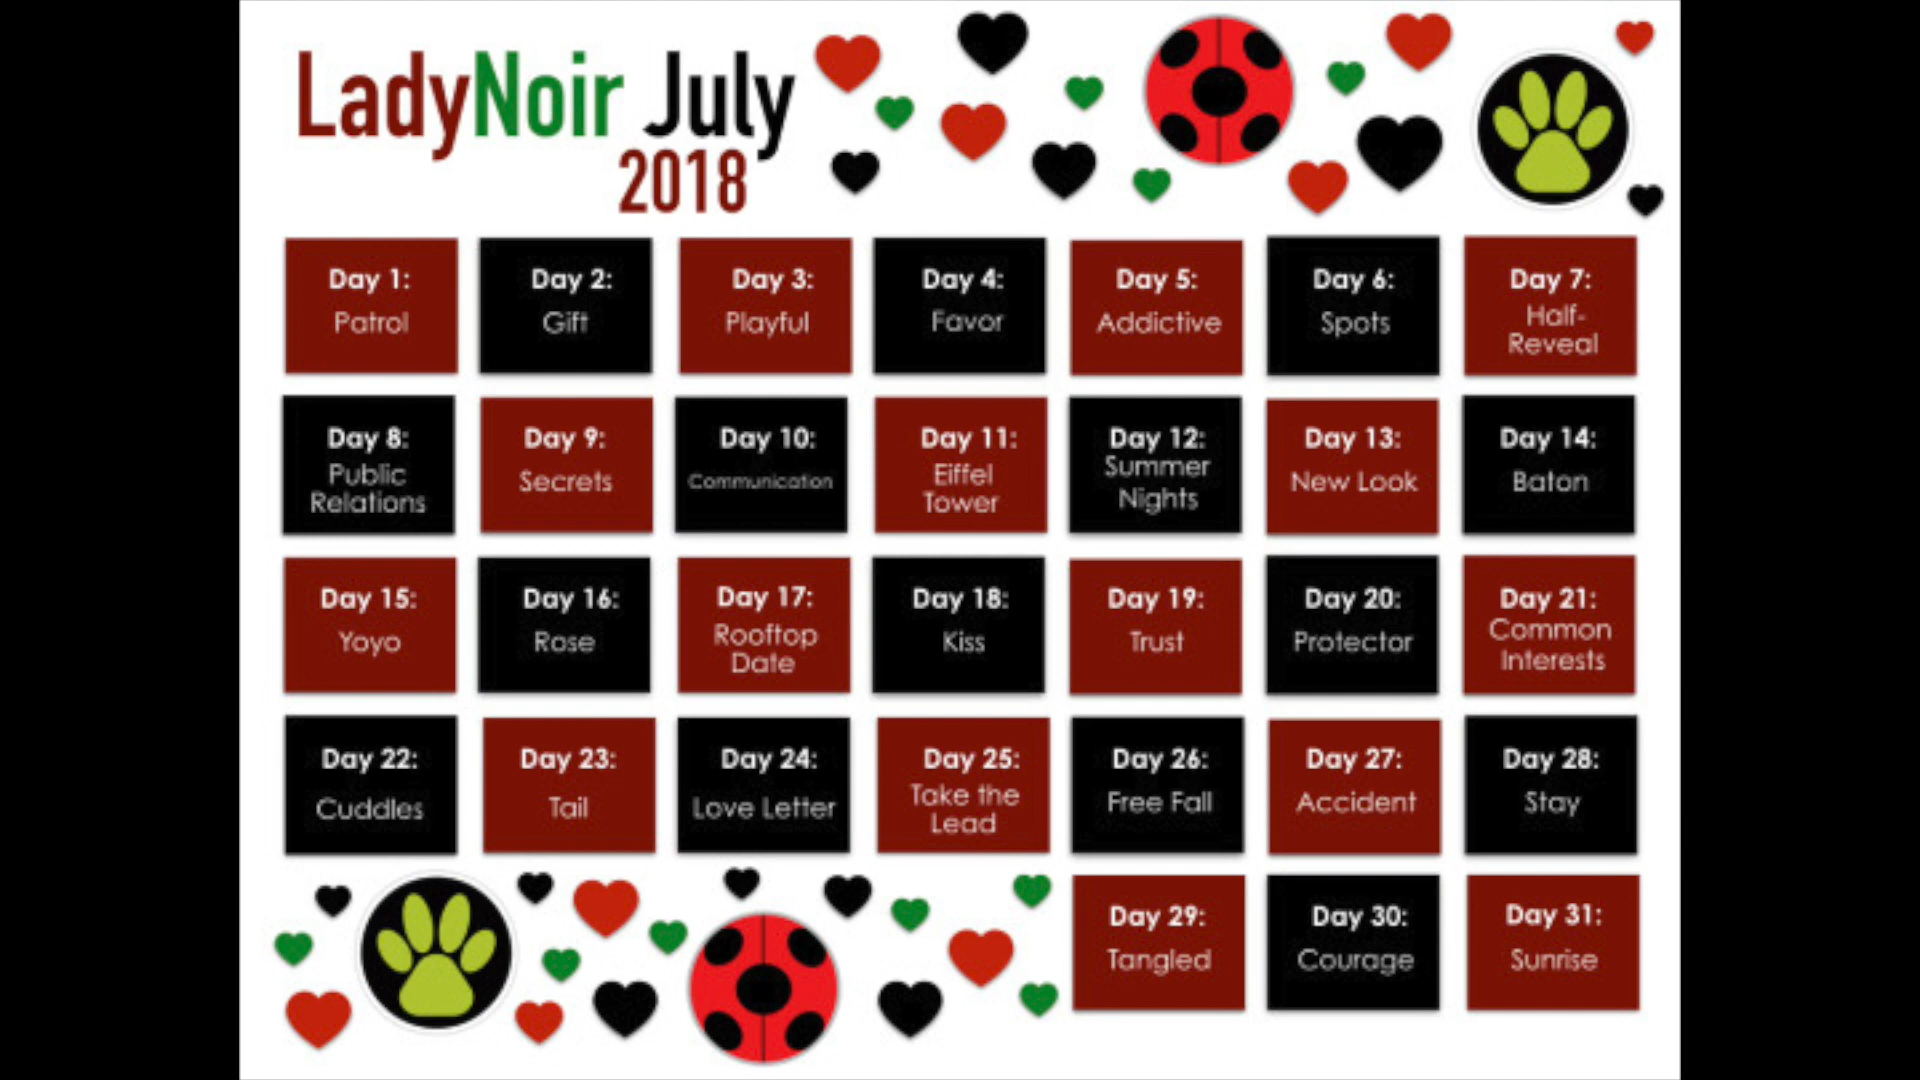 LadyNoir July
2018
Day 1:
Patrol
Day 2:
Gift
Day 3:
Playful
Day 4:
Favor
Day 5:
Addictive
Day 6:
Spots
Day 7:
Half-
Reveal
Day 8:
Public
Relations
Day 9:
Secrets
Day 10:
Communication
Day 11:
Eiffel
Tower
Day 12:
Summer
Nights
Day 13:
New Look
Day 14:
Baton
Day 15:
Yoyo
Day 16:
Rose
Day 17:
Rooftop
Date
Day 18:
Kiss
Day 19:
Trust
Day 20:
Protector
Day 21:
Common
Interests
Day 22:
Cuddles
Day 23:
Tail
Day 24:
Love Letter
Day 25:
Take the
Lead
Day 26:
Free Fall
Day 27:
Accident
Day 28:
Stay
Day 29:
Tangled
Day 30:
Courage
Day 31:
Sunrise